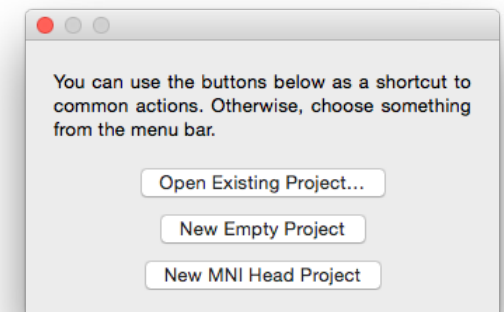 You can use the buttons below as a shortcut to
common actions. Otherwise, choose something
from the menu bar.
Open Existing Project...
New Empty Project
New MNI Head Project